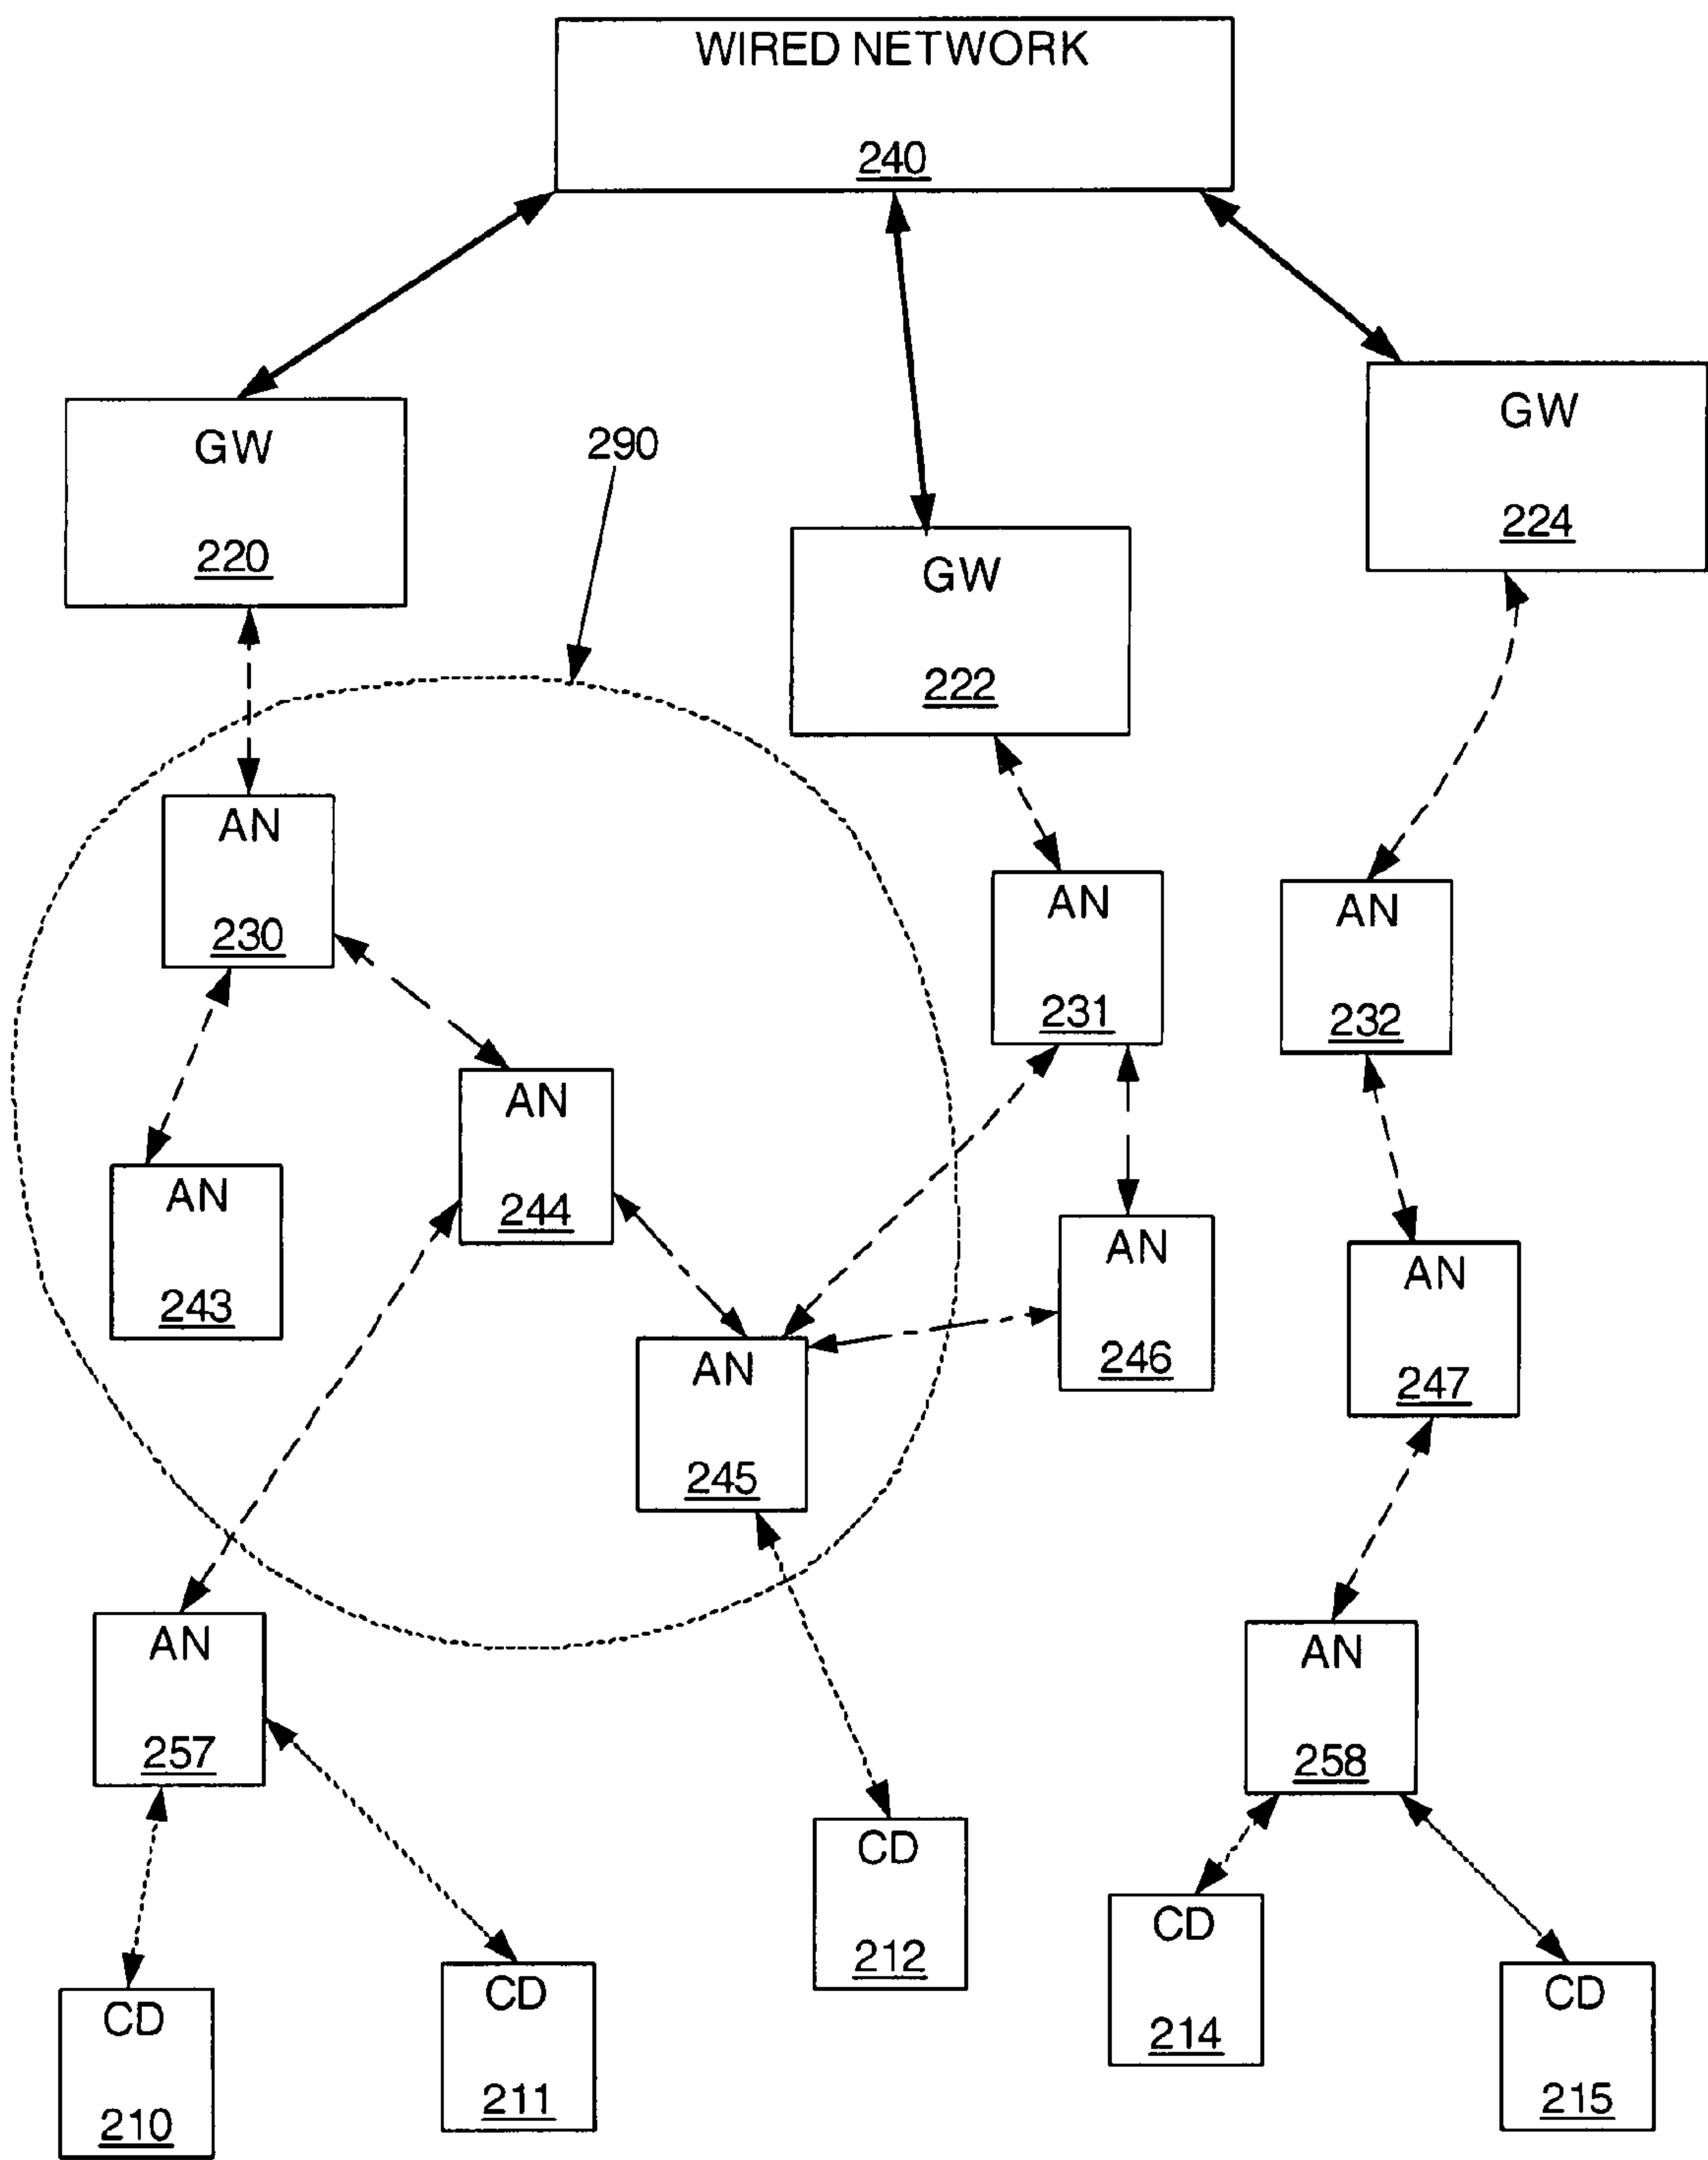 WIRED NETWORK
240
GW
220
290
GW
222
GW
224
AN
230
AN
231
AN
232
AN
243
AN
244
AN
245
AN
246
AN
247
AN
257
AN
258
CD
210
CD
211
CD
212
CD
214
CD
215